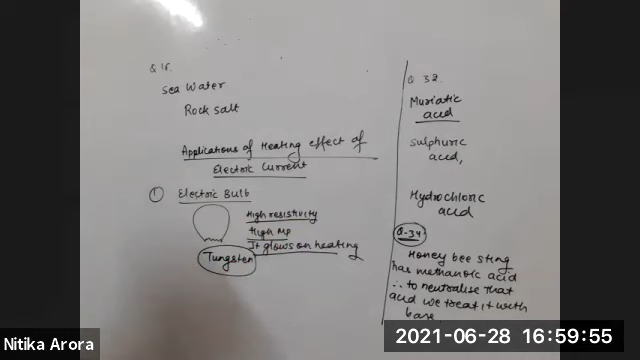 Q 15.
Sea Water
Rock salt
Applications of Heating effect of
Electric Current
① Electric Bulb
High resistivity
High MP
It glows on heating
Tungsten
Q 32.
Muriatic
acid
Sulphuric
acid,
Hydrochloric
acid
Q-34
Honey bee sting
has methanoic acid
∴ to neutralise that
acid we treat it with
base
Nitika Arora
2021-06-28 16:59:55